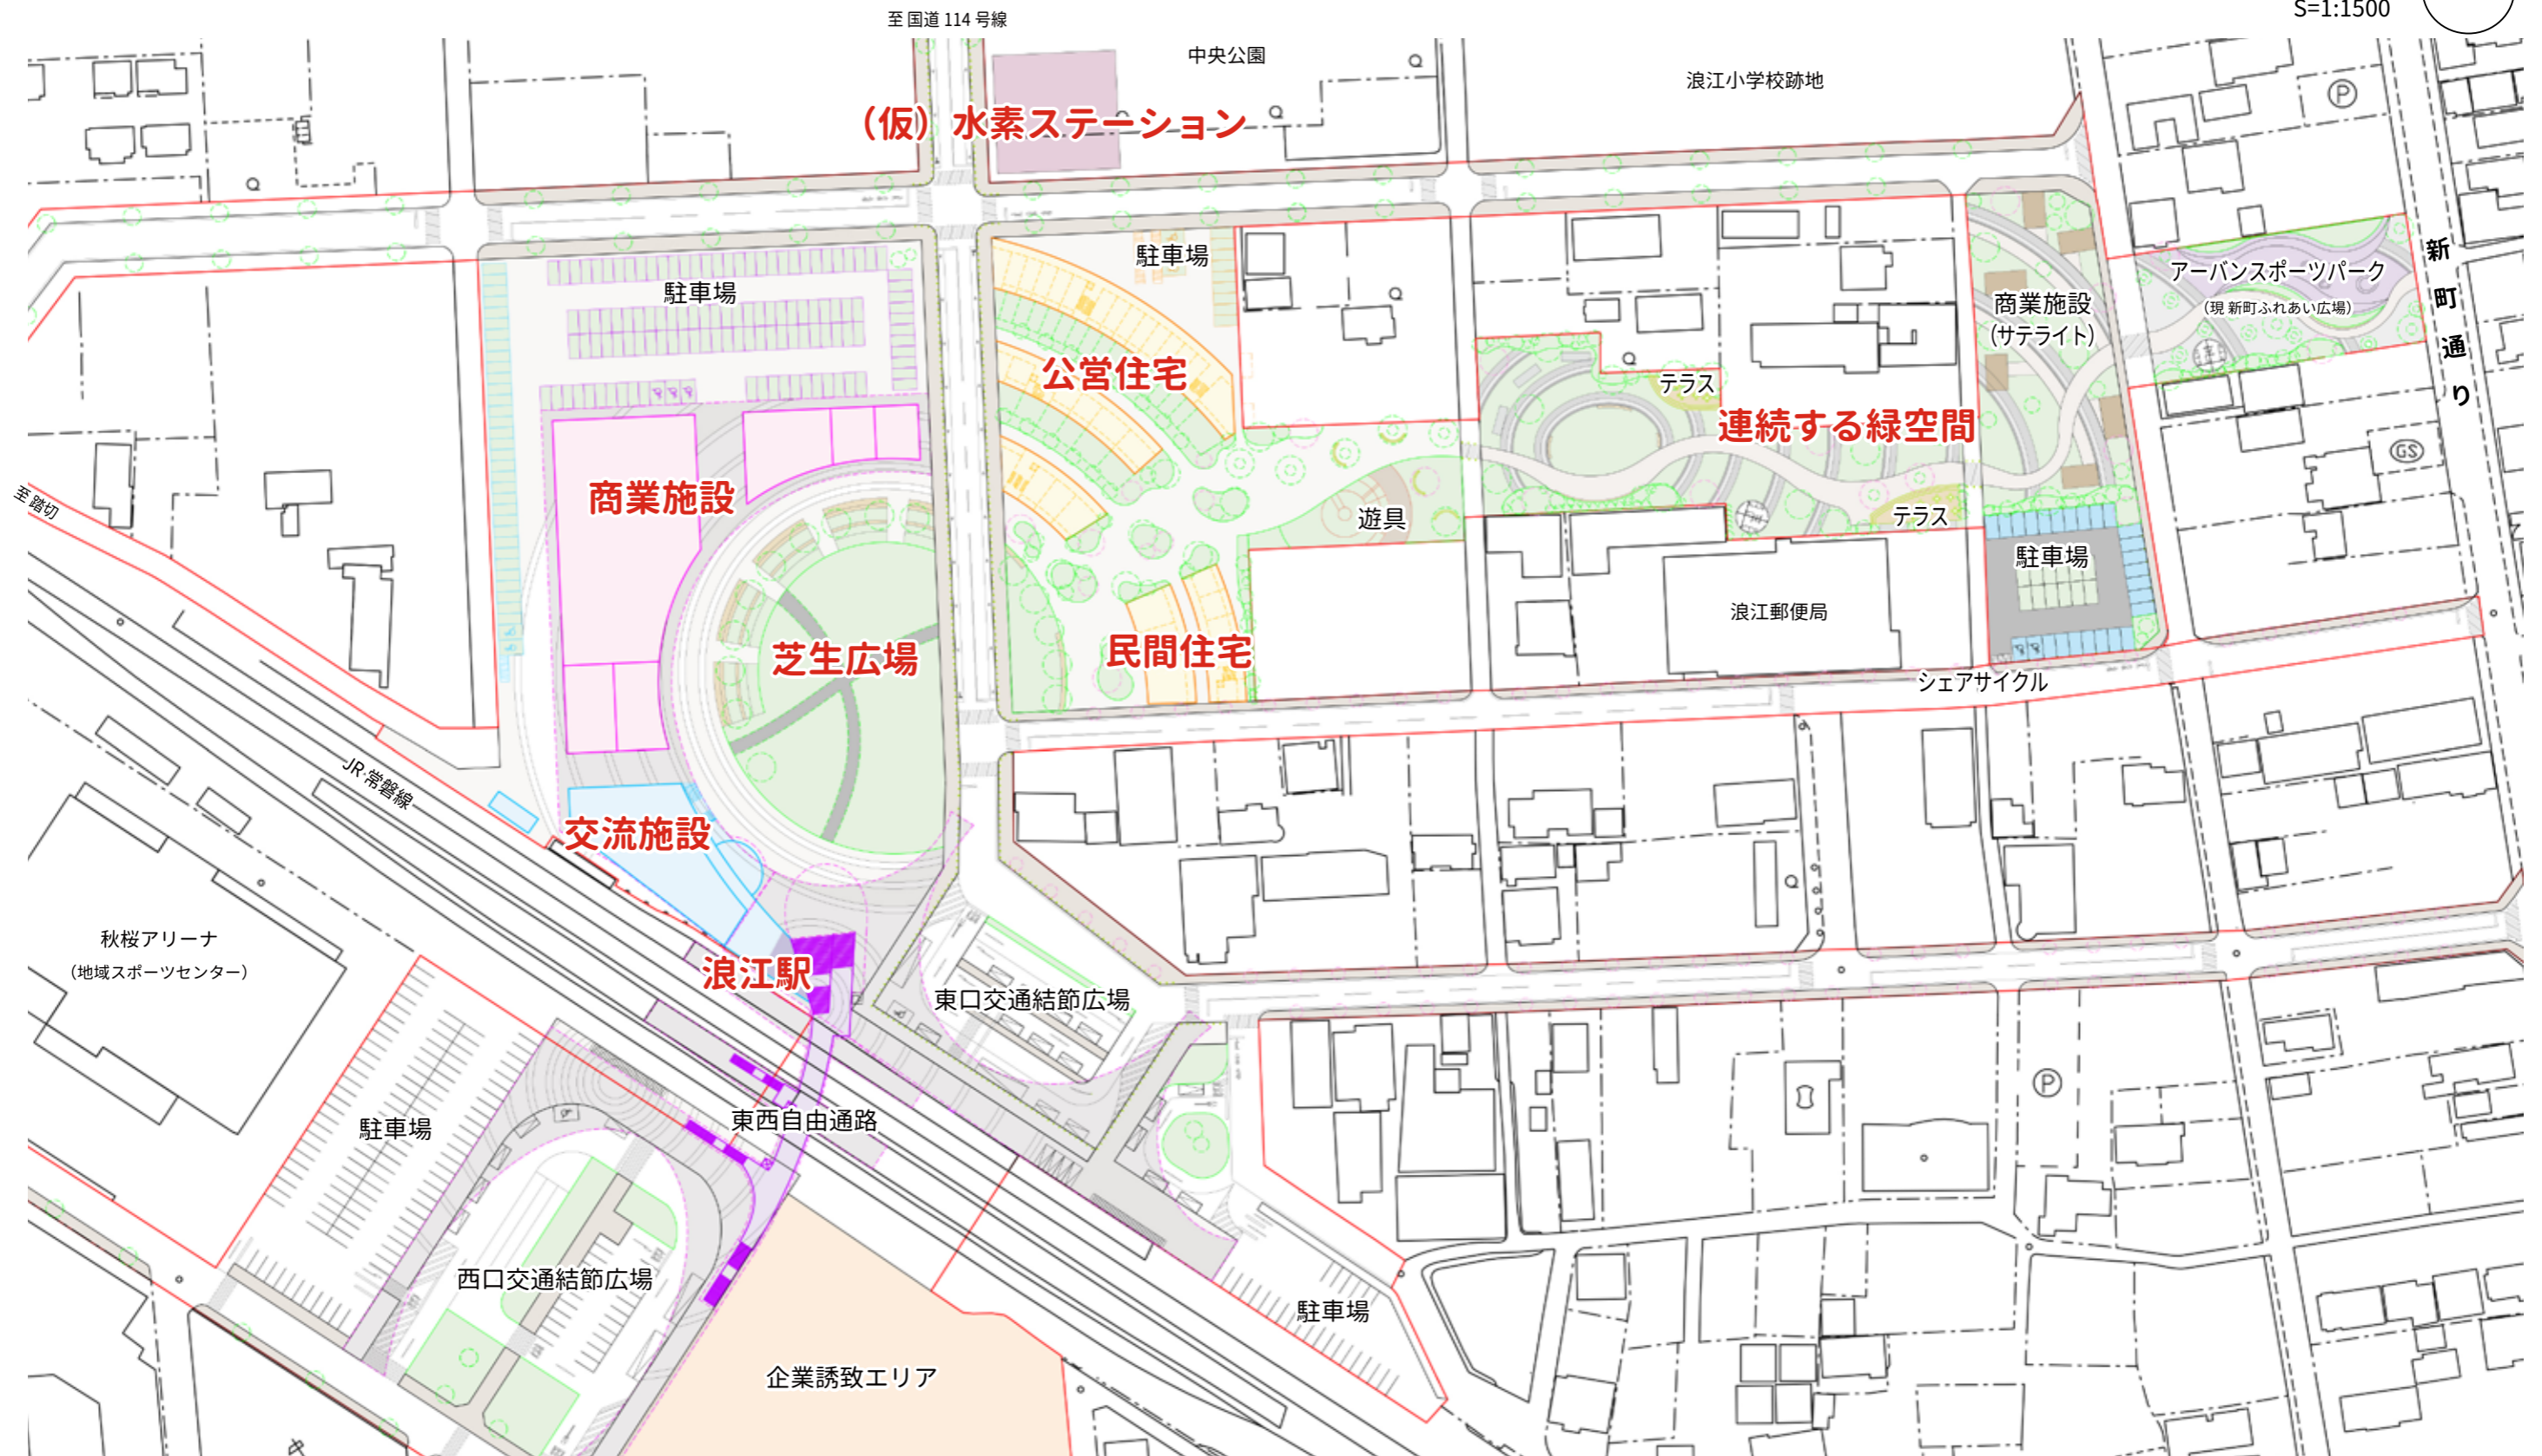 至 国道 114 号線
S=1:1500
中央公園
浪江小学校跡地
Ⓟ
（仮）水素ステーション
駐車場
駐車場
新町通り
アーバンスポーツパーク
（現 新町ふれあい広場）
商業施設
（サテライト）
公営住宅
テラス
連続する緑空間
GS
至 踏切
商業施設
遊具
テラス
駐車場
浪江郵便局
芝生広場
民間住宅
シェアサイクル
JR 常磐線
交流施設
秋桜アリーナ
（地域スポーツセンター）
浪江駅
東口交通結節広場
Ⓟ
駐車場
東西自由通路
西口交通結節広場
駐車場
企業誘致エリア